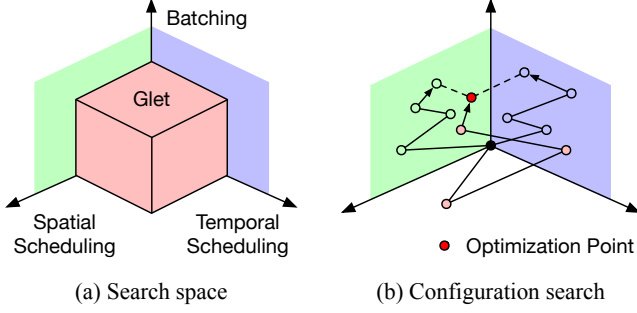 Batching
Glet
Spatial
Scheduling
Temporal
Scheduling
(a) Search space
Optimization Point
(b) Configuration search